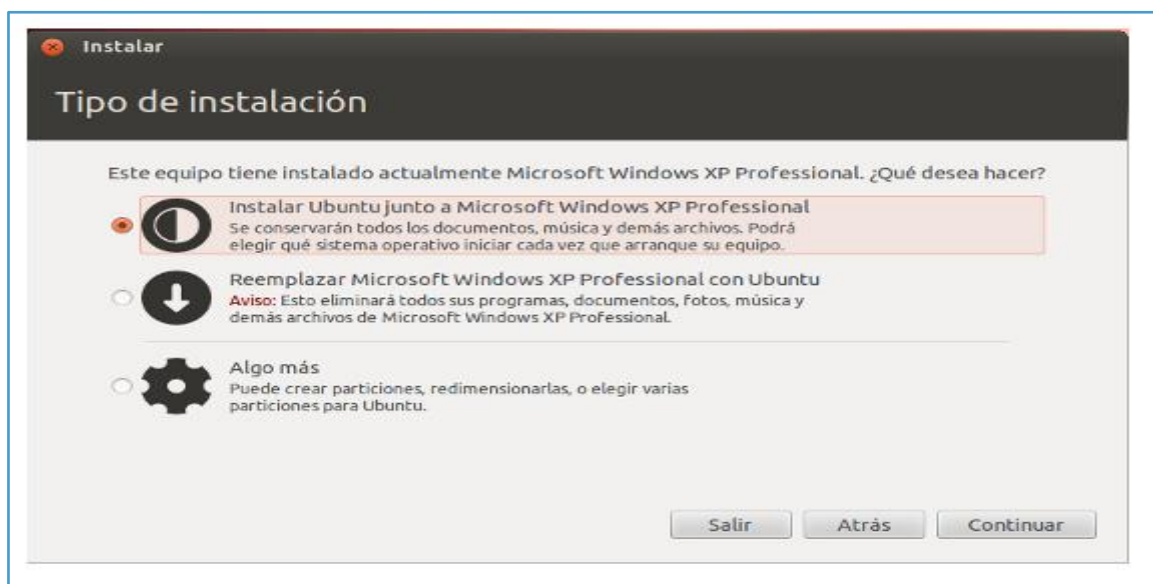 Instalar
Tipo de instalación
Este equipo tiene instalado actualmente Microsoft Windows XP Professional. ¿Qué desea hacer?
Instalar Ubuntu junto a Microsoft Windows XP Professional
Se conservarán todos los documentos, música y demás archivos. Podrá
elegir qué sistema operativo iniciar cada vez que arranque su equipo.
Reemplazar Microsoft Windows XP Professional con Ubuntu
Aviso: Esto eliminará todos sus programas, documentos, fotos, música y
demás archivos de Microsoft Windows XP Professional.
Algo más
Puede crear particiones, redimensionarlas, o elegir varias
particiones para Ubuntu.
Salir
Atrás
Continuar